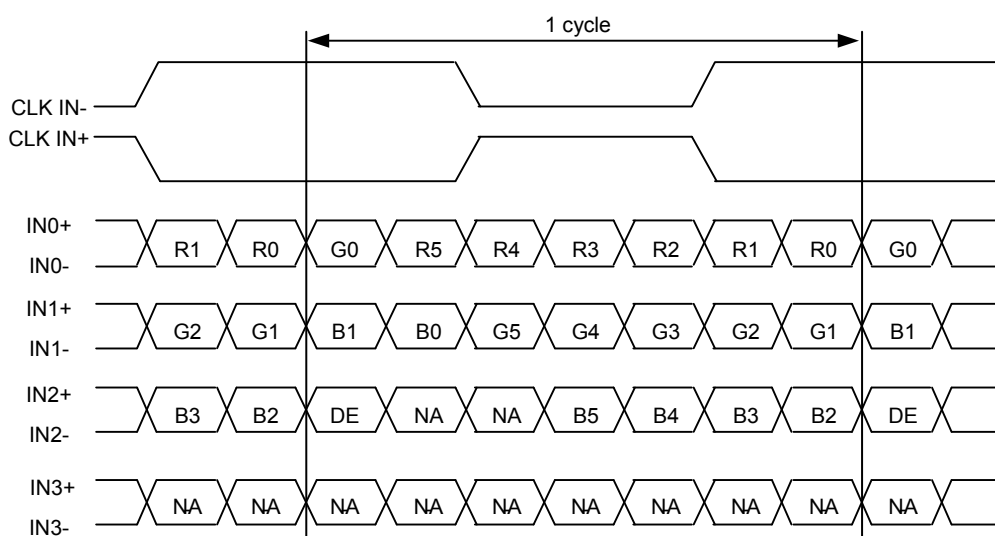 1 cycle
CLK IN-
CLK IN+
IN0+
IN0-
R1 R0 G0 R5 R4 R3 R2 R1 R0 G0
IN1+
IN1-
G2 G1 B1 B0 G5 G4 G3 G2 G1 B1
IN2+
IN2-
B3 B2 DE NA NA B5 B4 B3 B2 DE
IN3+
IN3-
NA NA NA NA NA NA NA NA NA NA